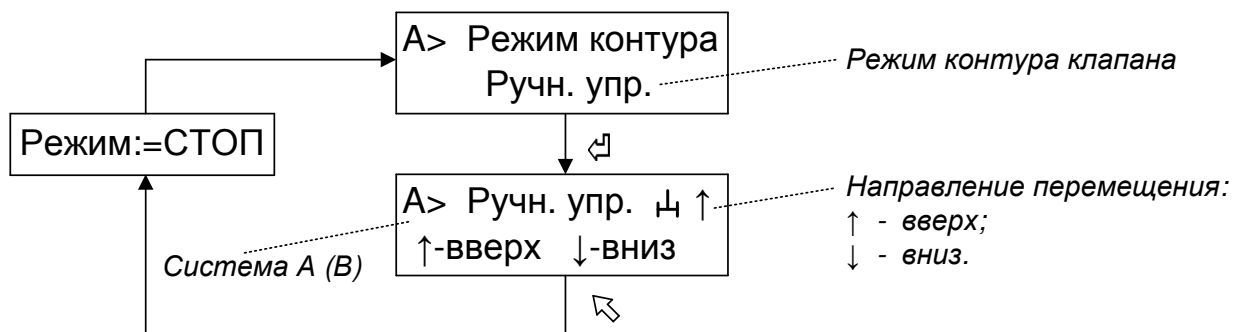 А> Режим контура
Ручн. упр.
Режим контура клапана
Режим:=СТОП
А> Ручн. упр. ↑
↑-вверх ↓-вниз
Направление перемещения:
↑ - вверх;
↓ - вниз.
Система А (В)